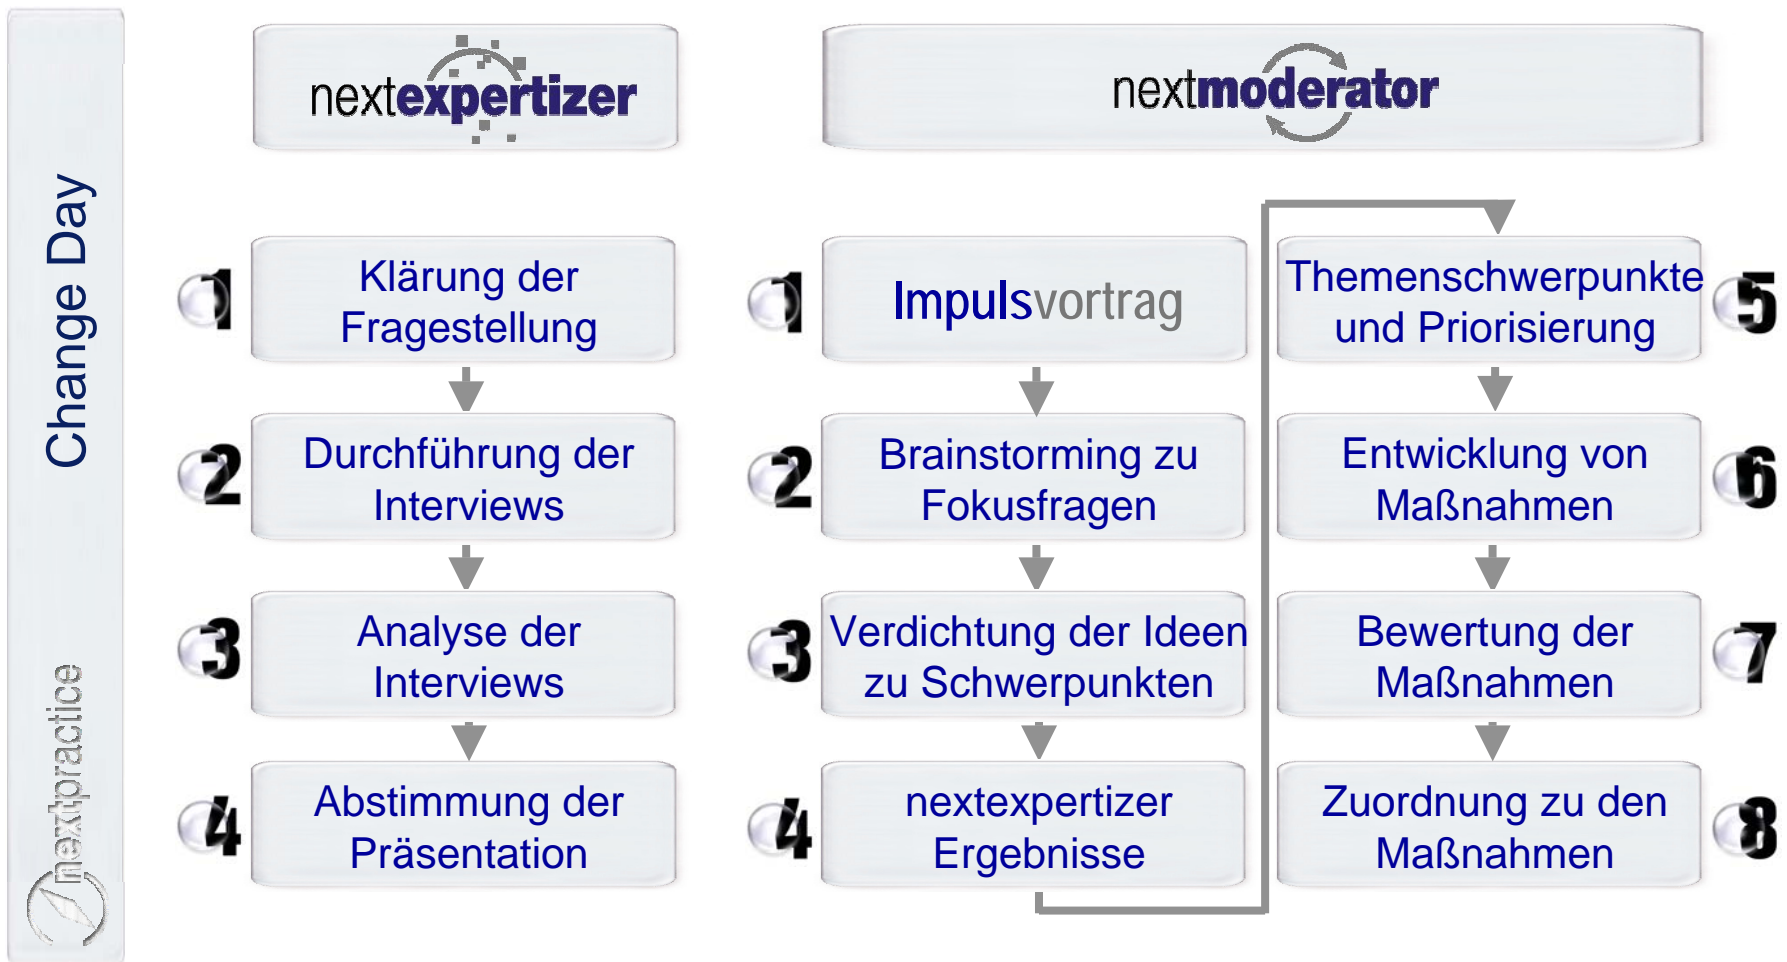 Change Day
nextpractice
nextexpertizer
1
Klärung der
Fragestellung
2
Durchführung der
Interviews
3
Analyse der
Interviews
4
Abstimmung der
Präsentation
nextmoderator
1
Impulsvortrag
2
Brainstorming zu
Fokusfragen
3
Verdichtung der Ideen
zu Schwerpunkten
4
nextexpertizer
Ergebnisse
Themenschwerpunkte
und Priorisierung
5
Entwicklung von
Maßnahmen
6
Bewertung der
Maßnahmen
7
Zuordnung zu den
Maßnahmen
8